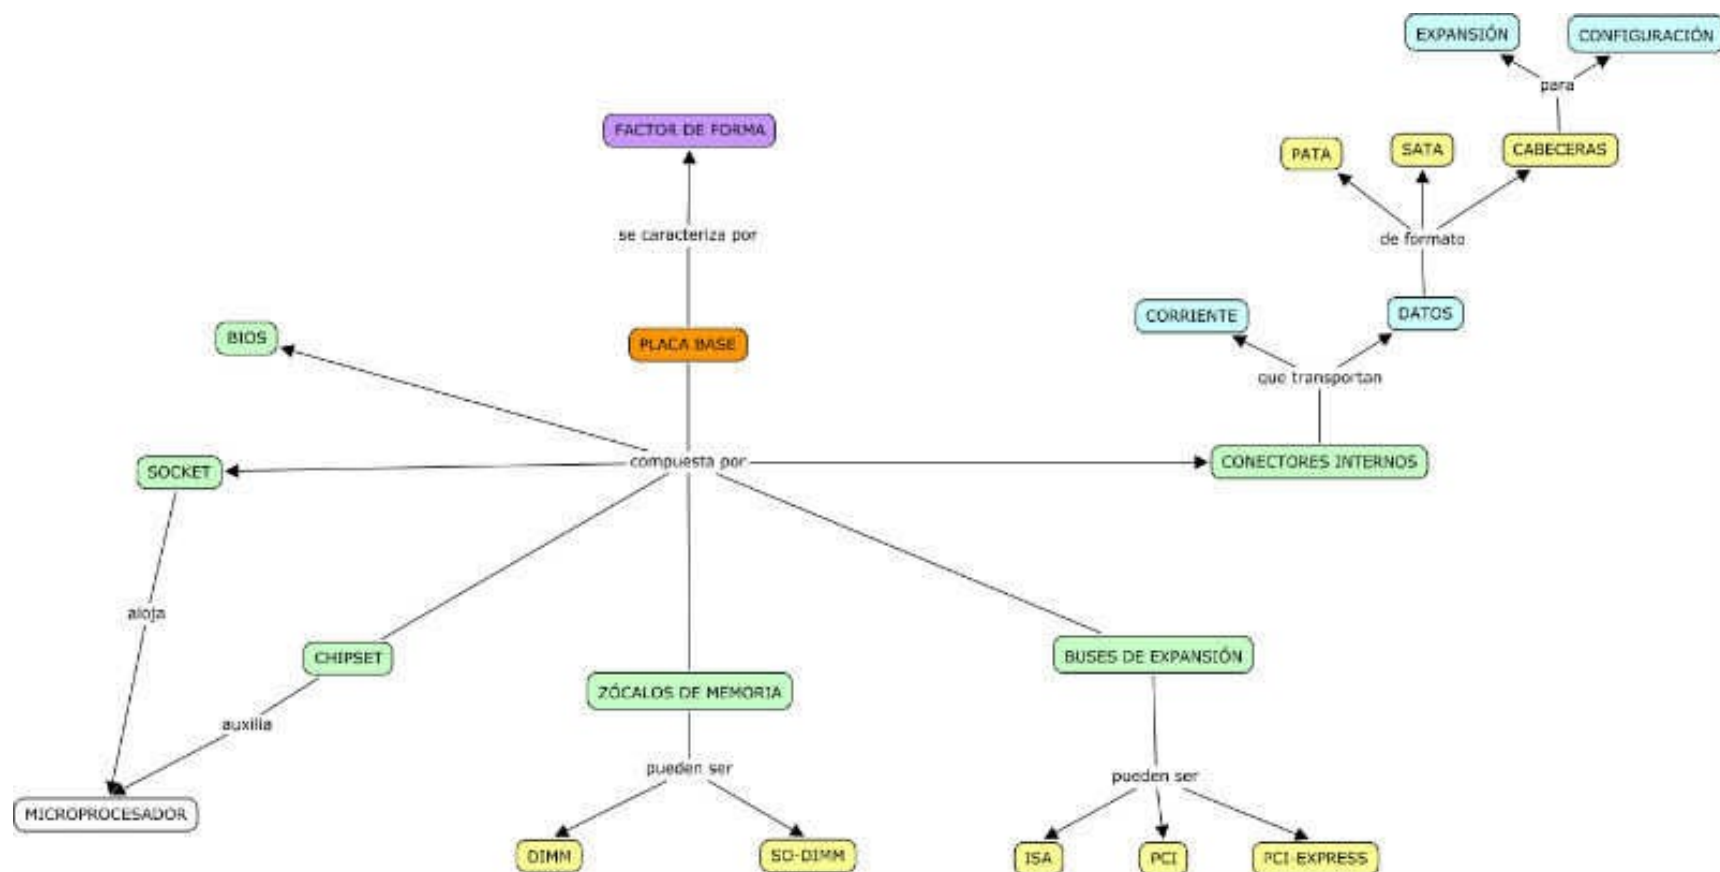 EXPANSIÓN
CONFIGURACIÓN
para
FACTOR DE FORMA
PATA
SATA
CABECERAS
se caracteriza por
de formato
CORRIENTE
DATOS
BIOS
PLACA BASE
que transportan
SOCKET
compuesta por
CONECTORES INTERNOS
aloja
CHIPSET
BUSES DE EXPANSIÓN
ZÓCALOS DE MEMORIA
auxilia
pueden ser
pueden ser
MICROPROCESADOR
DIMM
SO-DIMM
ISA
PCI
PCI-EXPRESS